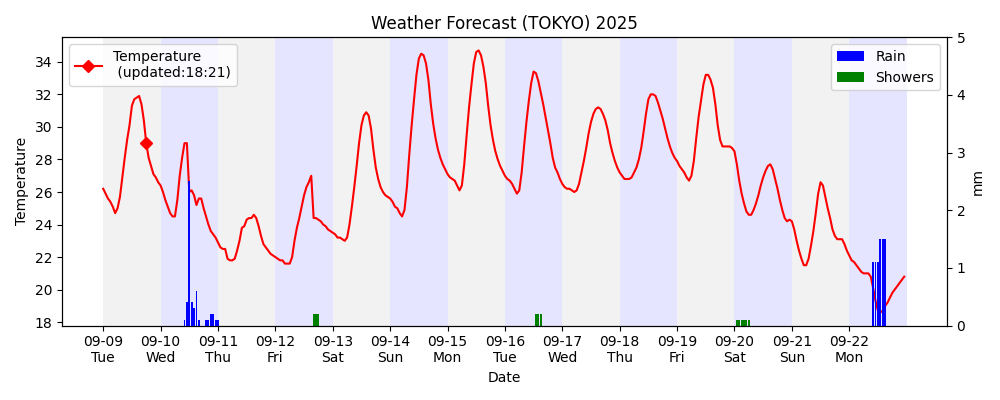 Weather Forecast (TOKYO) 2025
Temperature
(updated:18:21)
Rain
Showers
34
32
30
28
26
24
22
20
18
Temperature
5
4
3
2
1
0
mm
09-09 09-10 09-11 09-12 09-13 09-14 09-15 09-16 09-17 09-18 09-19 09-20 09-21 09-22
Tue Wed Thu Fri Sat Sun Mon Tue Wed Thu Fri Sat Sun Mon
Date